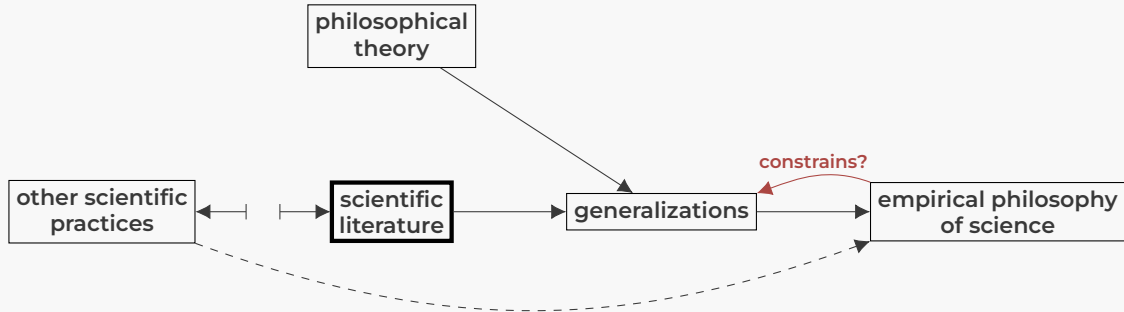 philosophical
theory
constrains?
other scientific
practices
scientific
literature
generalizations
empirical philosophy
of science